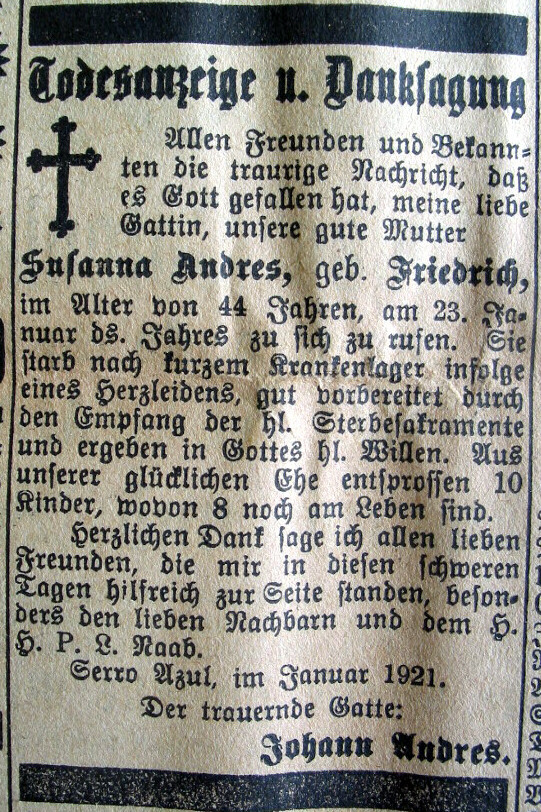 Todesanzeige u. Danksagung
Allen Freunden und Bekann-
ten die traurige Nachricht, daß
es Gott gefallen hat, meine liebe
Gattin, unsere gute Mutter
Susanna Andres, geb. Friedrich,
im Alter von 44 Jahren, am 23. Ja-
nuar ds. Jahres zu sich zu rufen. Sie
starb nach kurzem Krankenlager infolge
eines Herzleidens, gut vorbereitet durch
den Empfang der hl. Sterbesakramente
und ergeben in Gottes hl. Willen. Aus
unserer glücklichen Ehe entsprossen 10
Kinder, wovon 8 noch am Leben sind.
Herzlichen Dank sage ich allen lieben
Freunden, die mir in diesen schweren
Tagen hilfreich zur Seite standen, beson-
ders den lieben Nachbarn und dem H.
H. P. L. Raab.
Serro Azul, im Januar 1921.
Der trauernde Gatte:
Johann Andres.